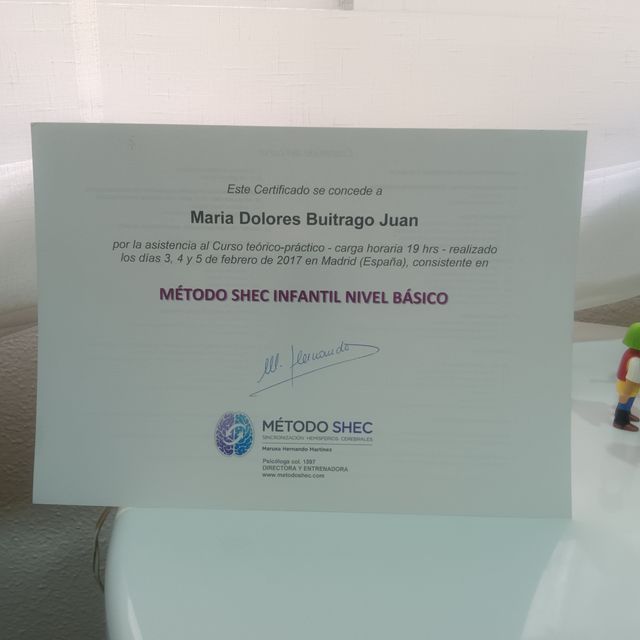 Este Certificado se concede a
Maria Dolores Buitrago Juan
por la asistencia al Curso teórico-práctico - carga horaria 19 hrs - realizado
los días 3, 4 y 5 de febrero de 2017 en Madrid (España), consistente en
MÉTODO SHEC INFANTIL NIVEL BÁSICO
M. Hernando
MÉTODO SHEC
SINCRONIZACIÓN HEMISFERIOS CEREBRALES
Maruxa Hernando Martínez
Psicóloga col. 1397
DIRECTORA Y ENTRENADORA
www.metodoshec.com